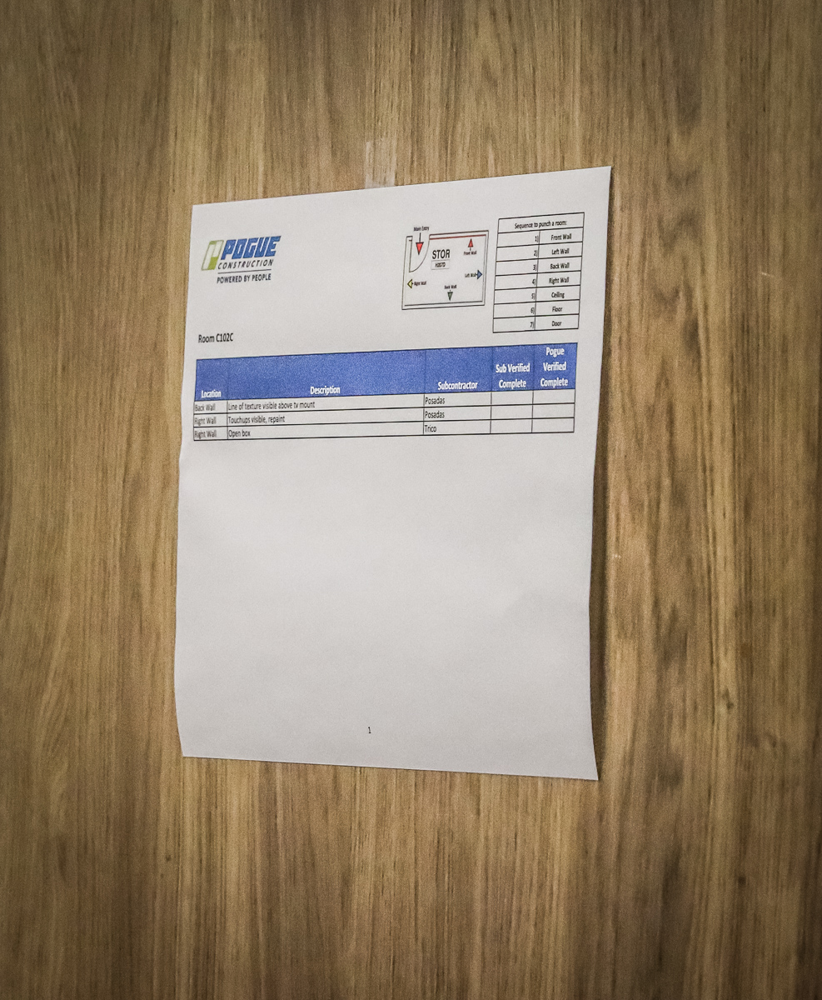 POGUE
CONSTRUCTION
POWERED BY PEOPLE
Main Entry
STOR
H307D
Front Wall
Left Wall
Right Wall
Back Wall
Sequence to punch a room:
1) Front Wall
2) Left Wall
3) Back Wall
4) Right Wall
5) Ceiling
6) Floor
7) Door
Room C102C
Location Description Subcontractor Sub Verified Complete Pogue Verified Complete
Back Wall Line of texture visible above tv mount Posadas
Right Wall Touchups visible, repaint Posadas
Right Wall Open box Trico
1